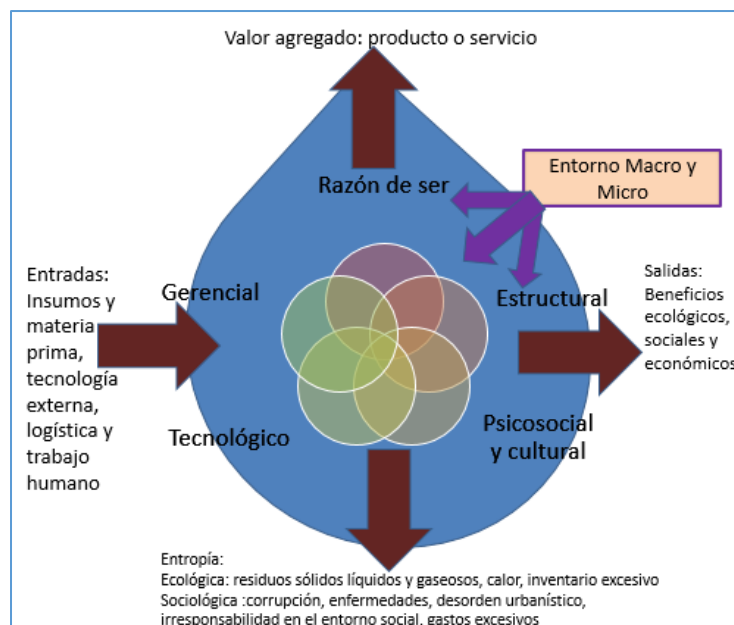 Valor agregado: producto o servicio
Razón de ser
Entorno Macro y
Micro
Entradas:
Insumos y
materia
prima,
tecnología
externa,
logística y
trabajo
humano
Gerencial
Estructural
Salidas:
Beneficios
ecológicos,
sociales y
económicos
Tecnológico
Psicosocial
y cultural
Entropía:
Ecológica: residuos sólidos líquidos y gaseosos, calor, inventario excesivo
Sociológica :corrupción, enfermedades, desorden urbanístico,
irresponsabilidad en el entorno social, gastos excesivos